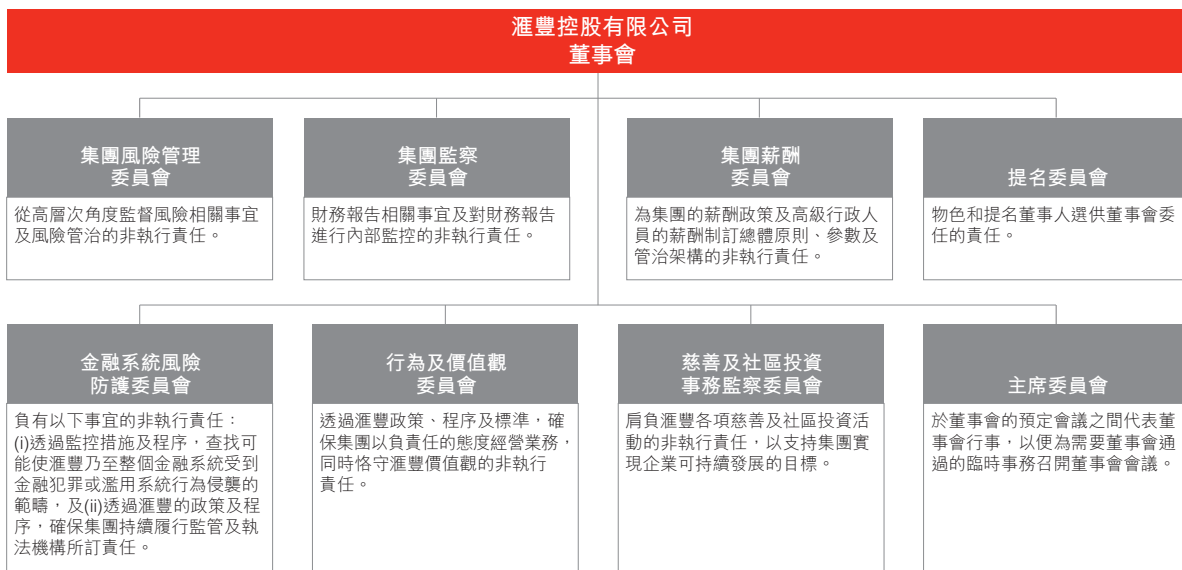 滙豐控股有限公司
董事會
集團風險管理
委員會
從高層次角度監督風險相關事宜
及風險管治的非執行責任。
集團監察
委員會
財務報告相關事宜及對財務報告
進行內部監控的非執行責任。
集團薪酬
委員會
為集團的薪酬政策及高級行政人
員的薪酬制訂總體原則、參數及
管治架構的非執行責任。
提名委員會
物色和提名董事人選供董事會委
任的責任。
金融系統風險
防護委員會
負有以下事宜的非執行責任：
(i)透過監控措施及程序，查找可
能使滙豐乃至整個金融系統受到
金融犯罪或濫用系統行為侵襲的
範疇，及(ii)透過滙豐的政策及程
序，確保集團持續履行監管及執
法機構所訂責任。
行為及價值觀
委員會
透過滙豐政策、程序及標準，確
保集團以負責任的態度經營業務，
同時恪守滙豐價值觀的非執行
責任。
慈善及社區投資
事務監察委員會
肩負滙豐各項慈善及社區投資活
動的非執行責任，以支持集團實
現企業可持續發展的目標。
主席委員會
於董事會的預定會議之間代表董
事會行事，以便為需要董事會通
過的臨時事務召開董事會會議。